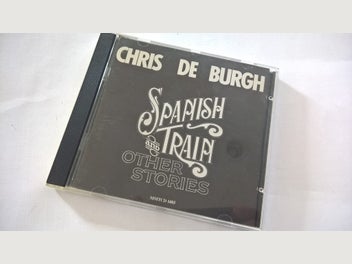 CHRIS DE BURGH
SPANISH
TRAIN
&
OTHER
STORIES